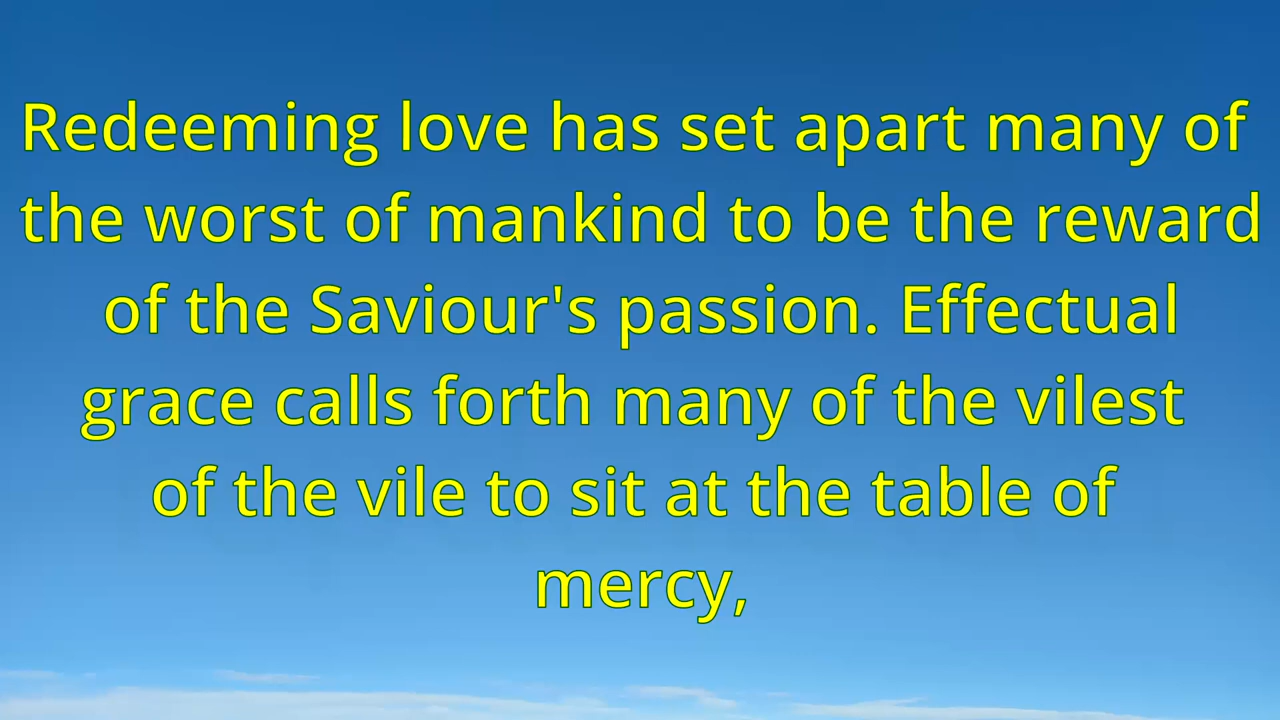 Redeeming love has set apart many of
the worst of mankind to be the reward
of the Saviour's passion. Effectual
grace calls forth many of the vilest
of the vile to sit at the table of
mercy,